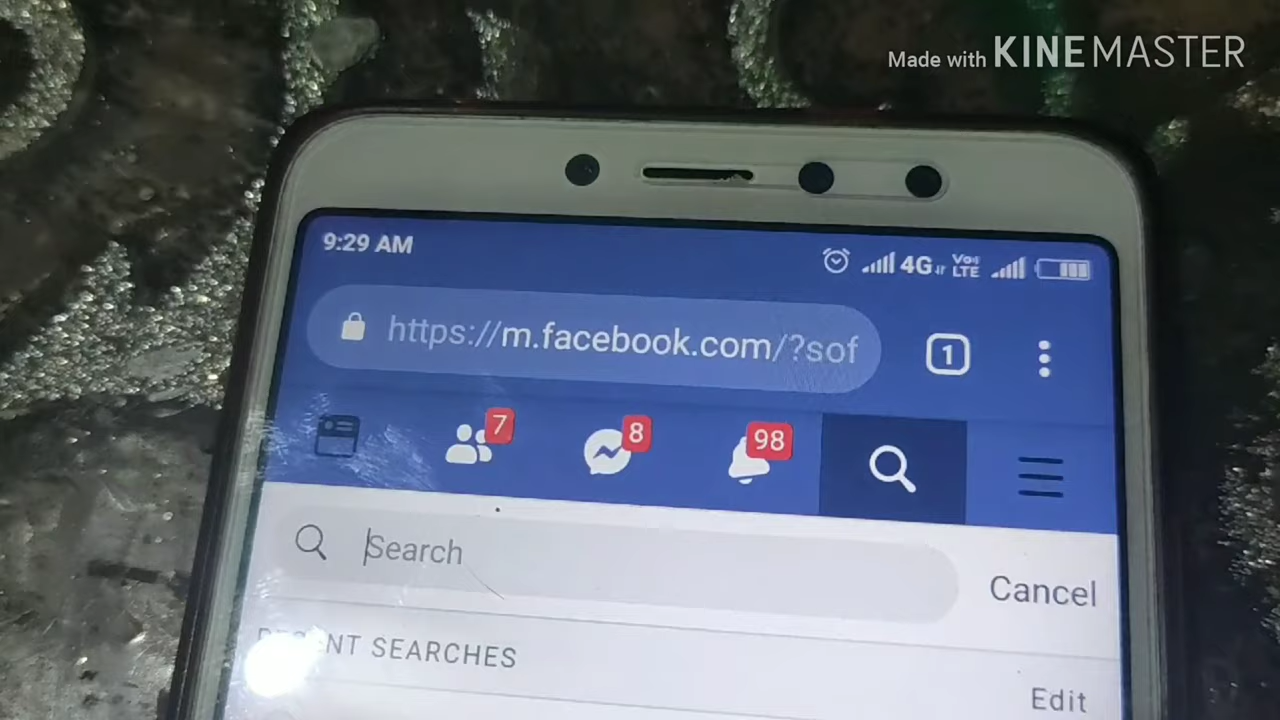 Made with KINEMASTER
9:29 AM
4G VoLTE
https://m.facebook.com/?sof
1
7
8
98
Search
Cancel
RECENT SEARCHES
Edit